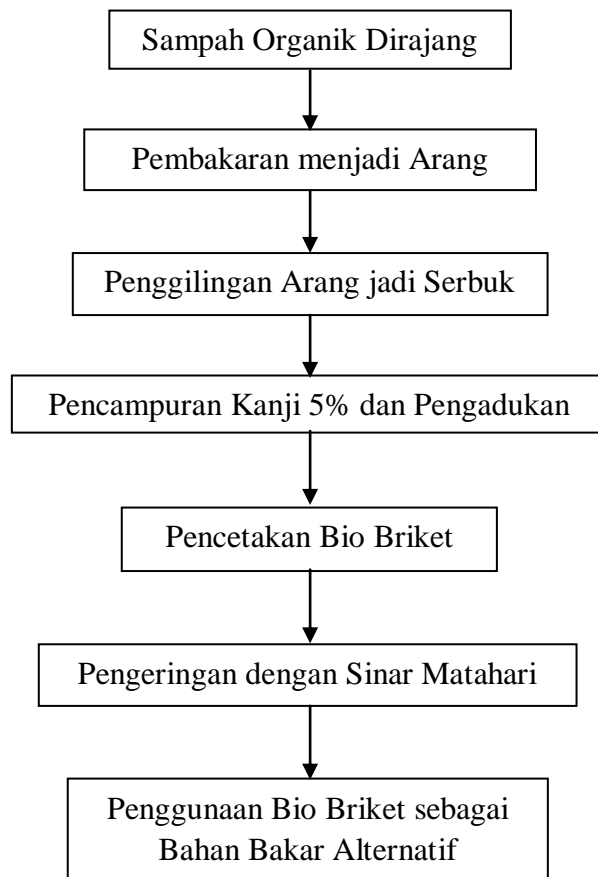 Sampah Organik Dirajang
Pembakaran menjadi Arang
Penggilingan Arang jadi Serbuk
Pencampuran Kanji 5% dan Pengadukan
Pencetakan Bio Briket
Pengeringan dengan Sinar Matahari
Penggunaan Bio Briket sebagai
Bahan Bakar Alternatif